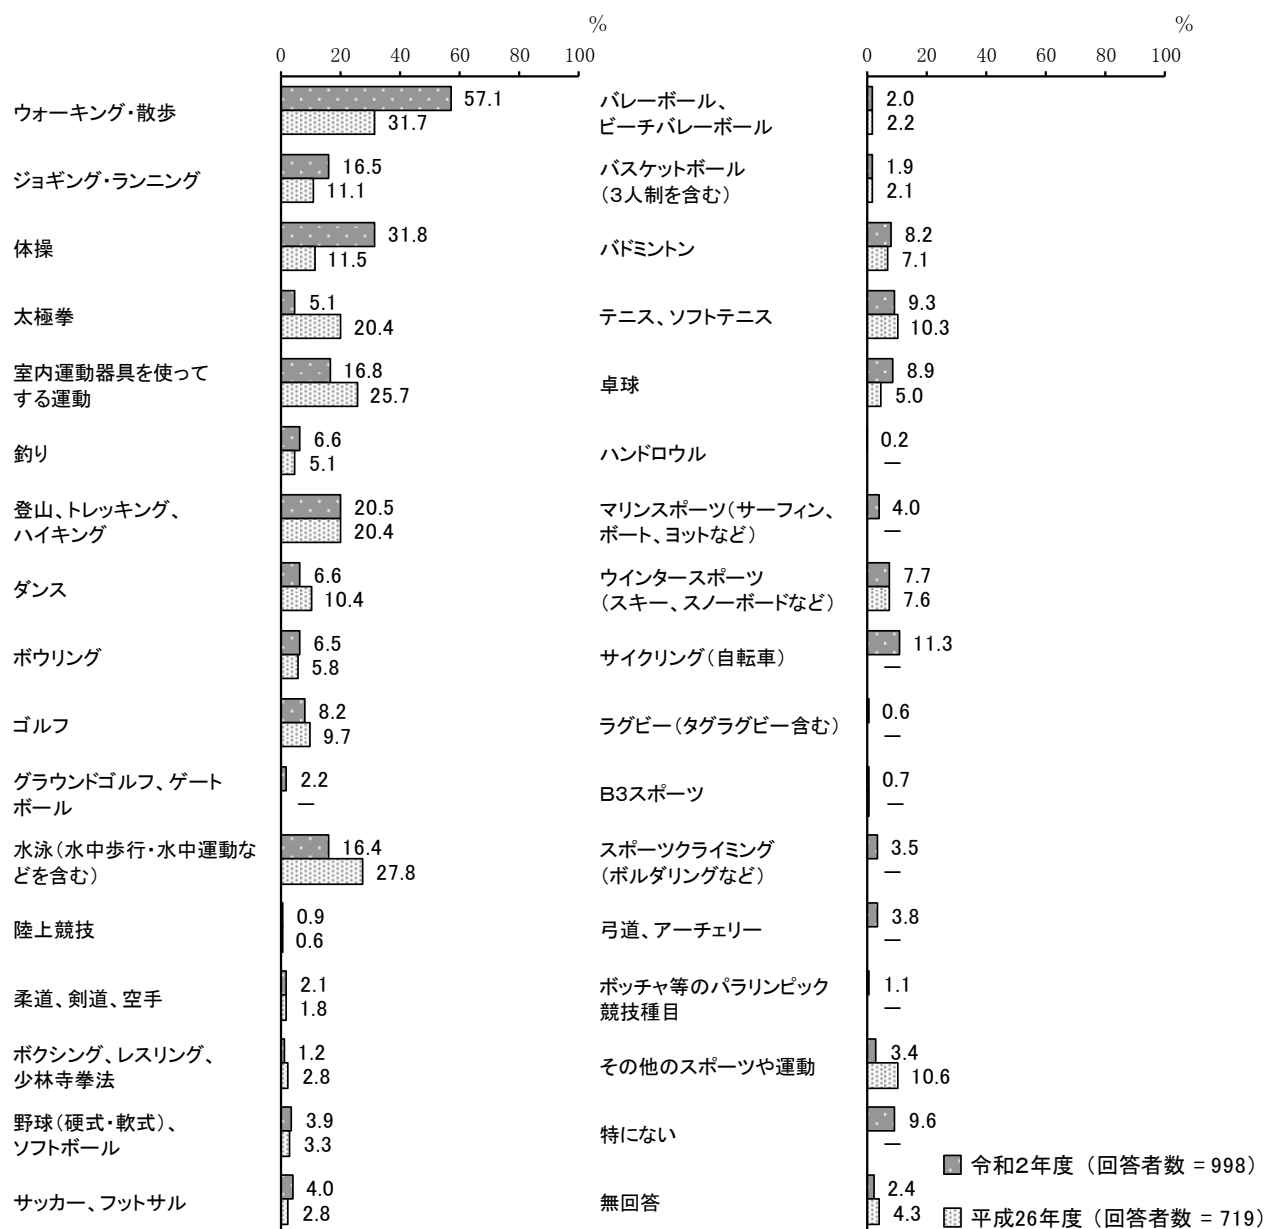 %
0 20 40 60 80 100
ウォーキング・散歩
57.1
31.7
ジョギング・ランニング
16.5
11.1
体操
31.8
11.5
太極拳
5.1
20.4
室内運動器具を使って
する運動
16.8
25.7
釣り
6.6
5.1
登山、トレッキング、
ハイキング
20.5
20.4
ダンス
6.6
10.4
ボウリング
6.5
5.8
ゴルフ
8.2
9.7
グラウンドゴルフ、ゲート
ボール
2.2
―
水泳（水中歩行・水中運動な
どを含む）
16.4
27.8
陸上競技
0.9
0.6
柔道、剣道、空手
2.1
1.8
ボクシング、レスリング、
少林寺拳法
1.2
2.8
野球（硬式・軟式）、
ソフトボール
3.9
3.3
サッカー、フットサル
4.0
2.8
%
0 20 40 60 80 100
バレーボール、
ビーチバレーボール
2.0
2.2
バスケットボール
（３人制を含む）
1.9
2.1
バドミントン
8.2
7.1
テニス、ソフトテニス
9.3
10.3
卓球
8.9
5.0
ハンドロウル
0.2
―
マリンスポーツ（サーフィン、
ボート、ヨットなど）
4.0
―
ウインタースポーツ
（スキー、スノーボードなど）
7.7
7.6
サイクリング（自転車）
11.3
―
ラグビー（タグラグビー含む）
0.6
―
Ｂ３スポーツ
0.7
―
スポーツクライミング
（ボルダリングなど）
3.5
―
弓道、アーチェリー
3.8
―
ボッチャ等のパラリンピック
競技種目
1.1
―
その他のスポーツや運動
3.4
10.6
特にない
9.6
―
無回答
2.4
4.3
令和２年度（回答者数 = 998）
平成26年度（回答者数 = 719）